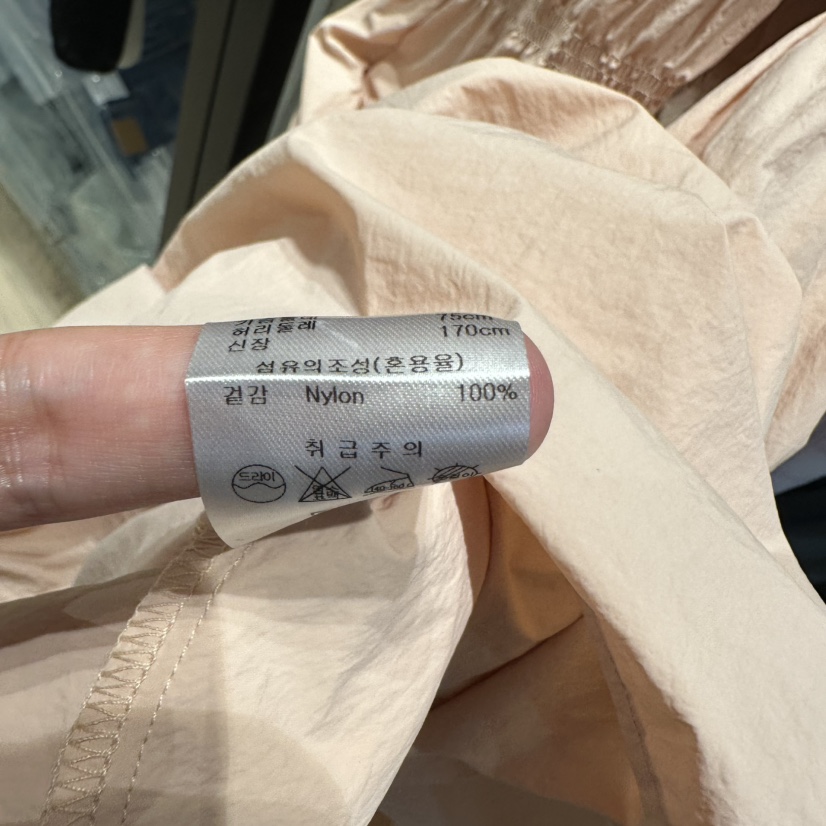 75cm
허리둘레 170cm
신장
섬유의조성(혼용율)
겉감 Nylon 100%
취급주의
드라이